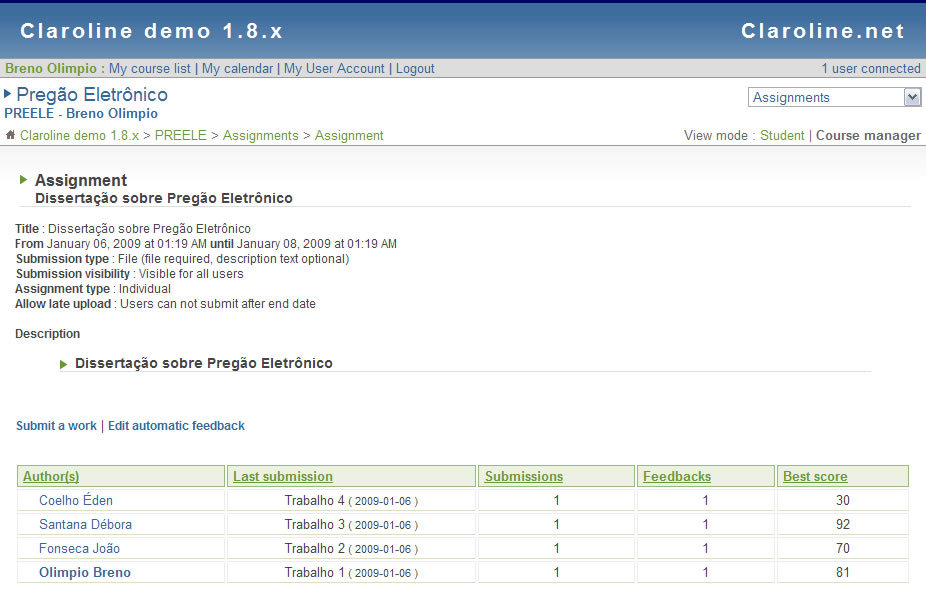 Claroline demo 1.8.x Claroline.net
Breno Olimpio : My course list | My calendar | My User Account | Logout 1 user connected
Pregão Eletrônico Assignments
PREELE - Breno Olimpio
Claroline demo 1.8.x > PREELE > Assignments > Assignment View mode : Student | Course manager
Assignment
Dissertação sobre Pregão Eletrônico
Title : Dissertação sobre Pregão Eletrônico
From January 06, 2009 at 01:19 AM until January 08, 2009 at 01:19 AM
Submission type : File (file required, description text optional)
Submission visibility : Visible for all users
Assignment type : Individual
Allow late upload : Users can not submit after end date
Description
Dissertação sobre Pregão Eletrônico
Submit a work | Edit automatic feedback
Author(s) Last submission Submissions Feedbacks Best score
Coelho Éden Trabalho 4 ( 2009-01-06 ) 1 1 30
Santana Débora Trabalho 3 ( 2009-01-06 ) 1 1 92
Fonseca João Trabalho 2 ( 2009-01-06 ) 1 1 70
Olimpio Breno Trabalho 1 ( 2009-01-06 ) 1 1 81